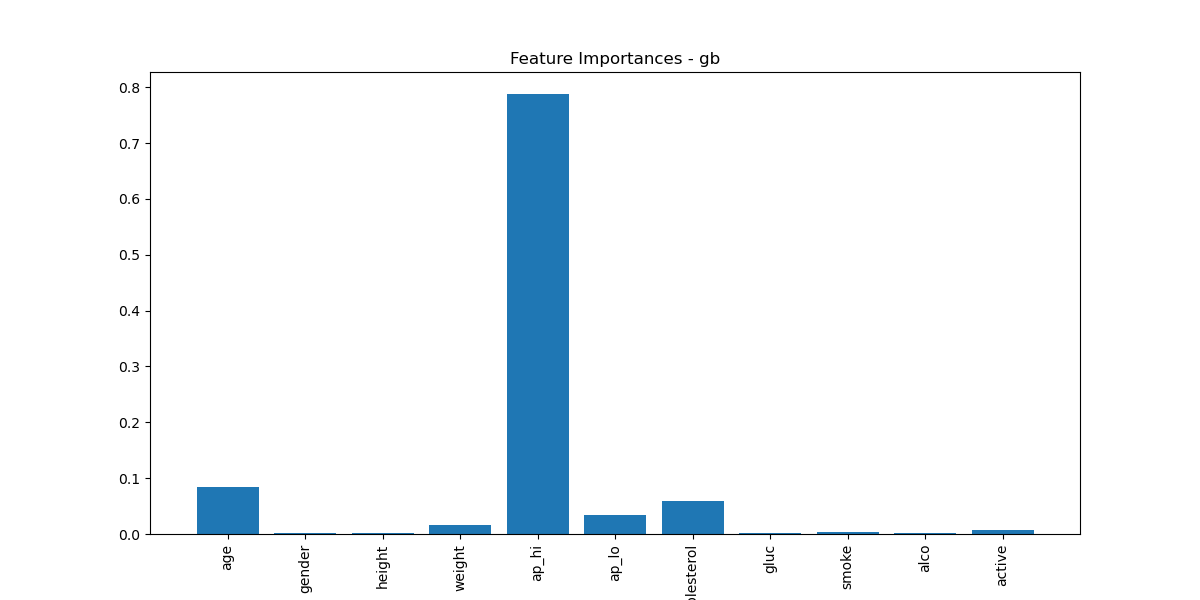 Feature Importances - gb
0.8
0.7
0.6
0.5
0.4
0.3
0.2
0.1
0.0
age
gender
height
weight
ap_hi
ap_lo
olesterol
gluc
smoke
alco
active